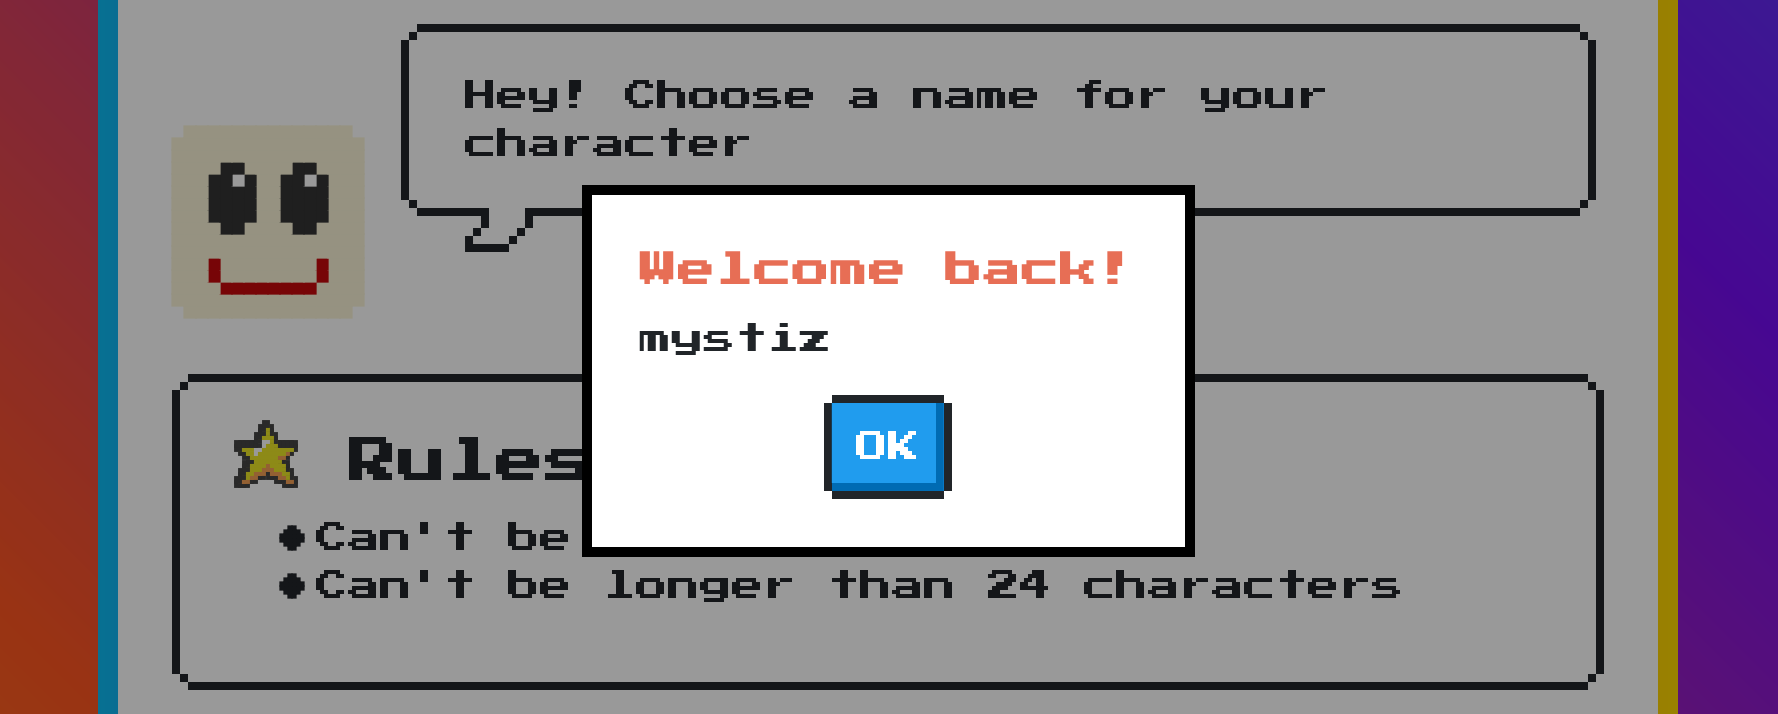 Hey! Choose a name for your
character
Welcome back!
mystiz
OK
Rules
Can't be
Can't be longer than 24 characters